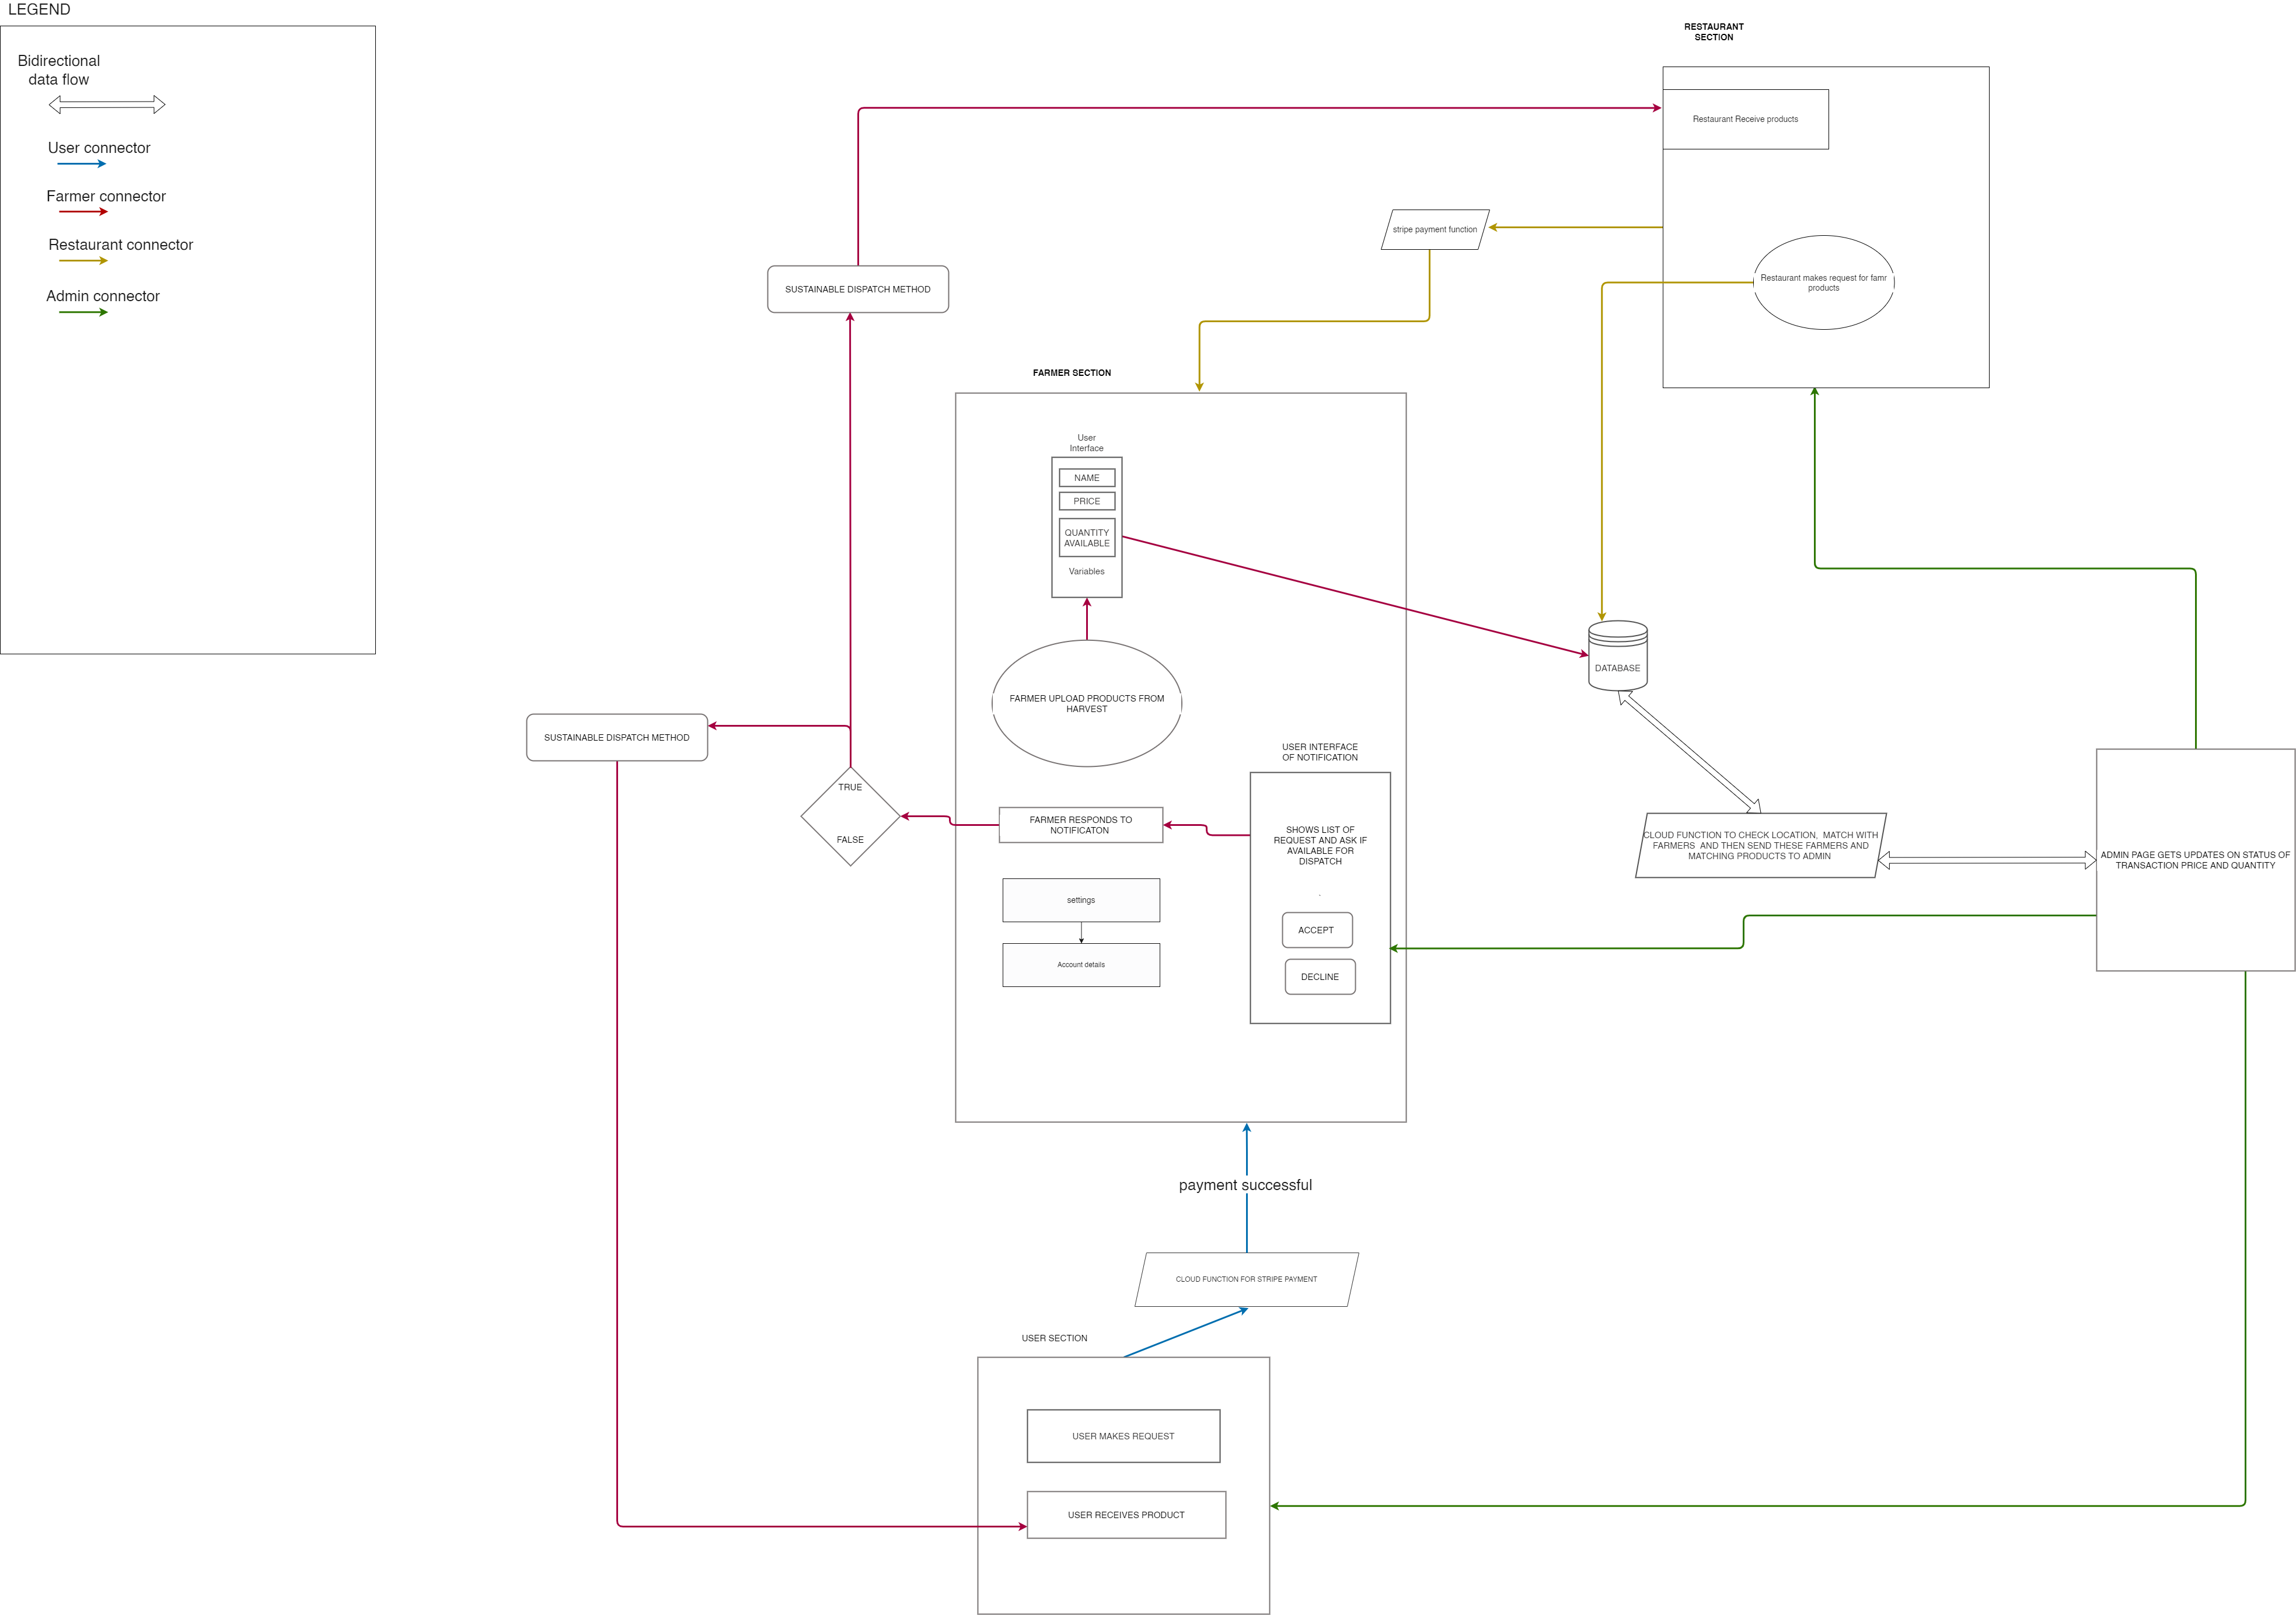 LEGEND
Bidirectional
data flow
User connector
Farmer connector
Restaurant connector
Admin connector
RESTAURANT
SECTION
Restaurant Receive products
stripe payment function
Restaurant makes request for famr
products
SUSTAINABLE DISPATCH METHOD
FARMER SECTION
User
Interface
NAME
PRICE
QUANTITY
AVAILABLE
Variables
DATABASE
FARMER UPLOAD PRODUCTS FROM
HARVEST
SUSTAINABLE DISPATCH METHOD
USER INTERFACE
OF NOTIFICATION
TRUE
FALSE
FARMER RESPONDS TO
NOTIFICATON
SHOWS LIST OF
REQUEST AND ASK IF
AVAILABLE FOR
DISPATCH
.
ACCEPT
DECLINE
settings
Account details
CLOUD FUNCTION TO CHECK LOCATION, MATCH WITH
FARMERS AND THEN SEND THESE FARMERS AND
MATCHING PRODUCTS TO ADMIN
ADMIN PAGE GETS UPDATES ON STATUS OF
TRANSACTION PRICE AND QUANTITY
payment successful
CLOUD FUNCTION FOR STRIPE PAYMENT
USER SECTION
USER MAKES REQUEST
USER RECEIVES PRODUCT